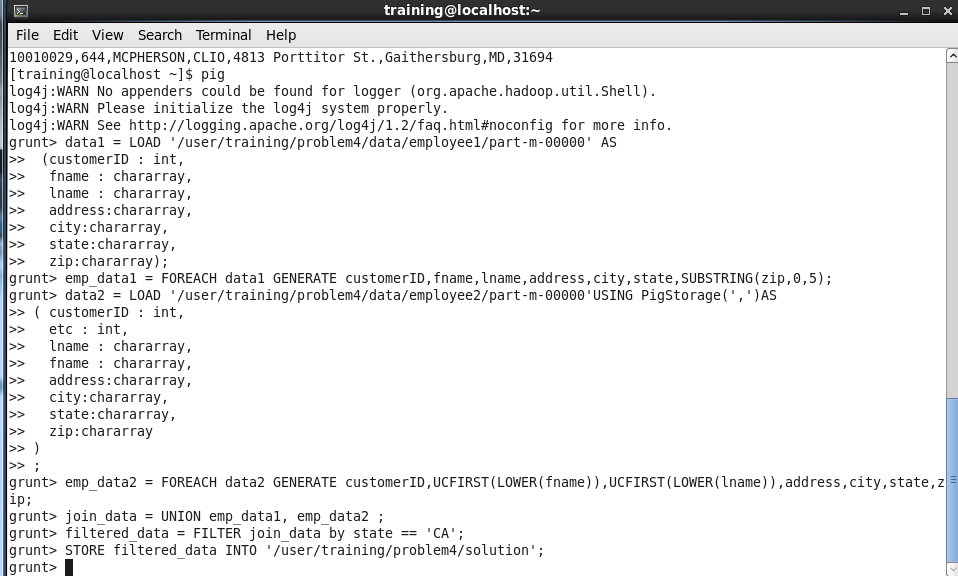 training@localhost:~
File Edit View Search Terminal Help
10010029,644,MCPHERSON,CLIO,4813 Porttitor St.,Gaithersburg,MD,31694
[training@localhost ~]$ pig
log4j:WARN No appenders could be found for logger (org.apache.hadoop.util.Shell).
log4j:WARN Please initialize the log4j system properly.
log4j:WARN See http://logging.apache.org/log4j/1.2/faq.html#noconfig for more info.
grunt> data1 = LOAD '/user/training/problem4/data/employee1/part-m-00000' AS
>>  (customerID : int,
>>   fname : chararray,
>>   lname : chararray,
>>   address:chararray,
>>   city:chararray,
>>   state:chararray,
>>   zip:chararray);
grunt> emp_data1 = FOREACH data1 GENERATE customerID,fname,lname,address,city,state,SUBSTRING(zip,0,5);
grunt> data2 = LOAD '/user/training/problem4/data/employee2/part-m-00000'USING PigStorage(',')AS
>> ( customerID : int,
>>   etc : int,
>>   lname : chararray,
>>   fname : chararray,
>>   address:chararray,
>>   city:chararray,
>>   state:chararray,
>>   zip:chararray
>> )
>> ;
grunt> emp_data2 = FOREACH data2 GENERATE customerID,UCFIRST(LOWER(fname)),UCFIRST(LOWER(lname)),address,city,state,z
ip;
grunt> join_data = UNION emp_data1, emp_data2 ;
grunt> filtered_data = FILTER join_data by state == 'CA';
grunt> STORE filtered_data INTO '/user/training/problem4/solution';
grunt>